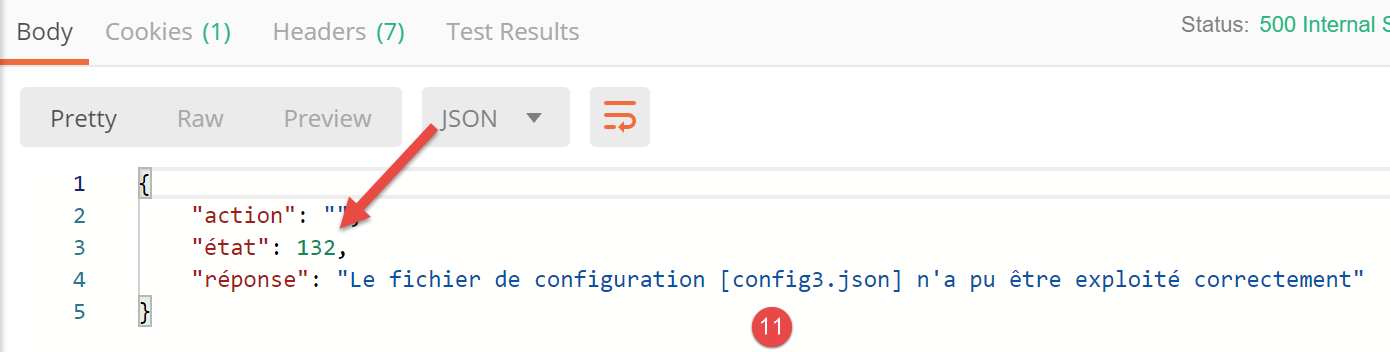 Body Cookies (1) Headers (7) Test Results Status: 500 Internal S
Pretty Raw Preview JSON
1 {
2 "action": "",
3 "état": 132,
4 "réponse": "Le fichier de configuration [config3.json] n'a pu être exploité correctement"
5 }
11